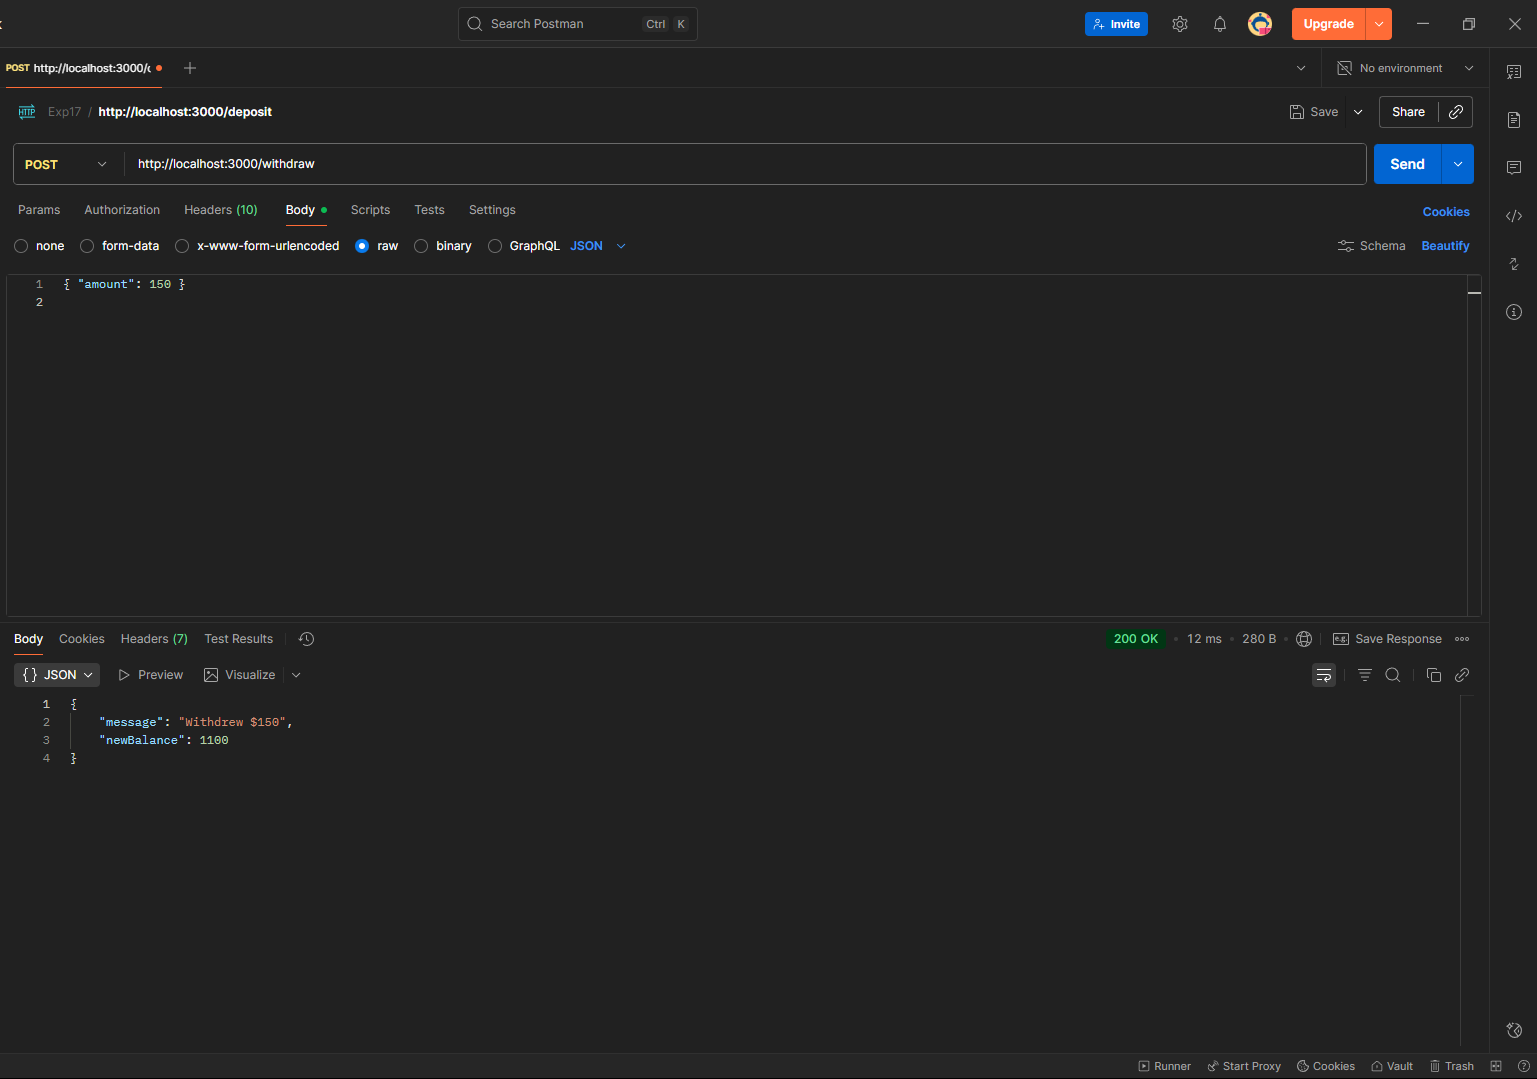 Search Postman Ctrl K Invite Upgrade
POST http://localhost:3000/ No environment
HTTP Exp17 / http://localhost:3000/deposit Save Share
POST http://localhost:3000/withdraw Send
Params Authorization Headers (10) Body Scripts Tests Settings Cookies
none form-data x-www-form-urlencoded raw binary GraphQL JSON Schema Beautify
1 { "amount": 150 }
2
Body Cookies Headers (7) Test Results 200 OK 12 ms 280 B e.g. Save Response
{} JSON Preview Visualize
1 {
2 "message": "Withdrew $150",
3 "newBalance": 1100
4 }
Runner Start Proxy Cookies Vault Trash